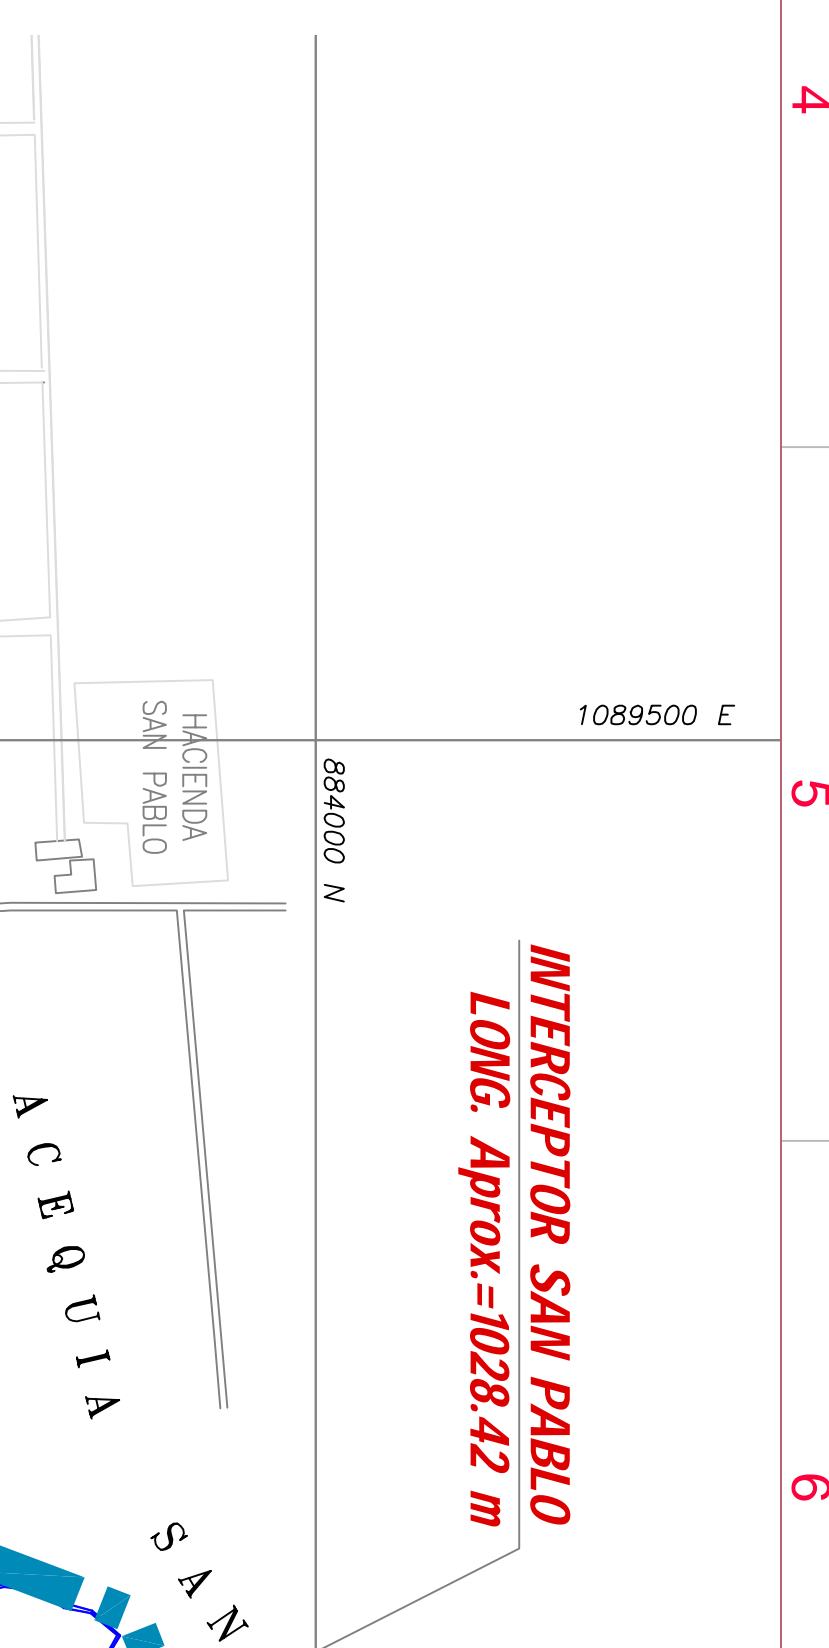 4
HACIENDA
SAN PABLO
1089500 E
884000 N
5
INTERCEPTOR SAN PABLO
LONG. Aprox.=1028.42 m
ACEQUIA SAN
6